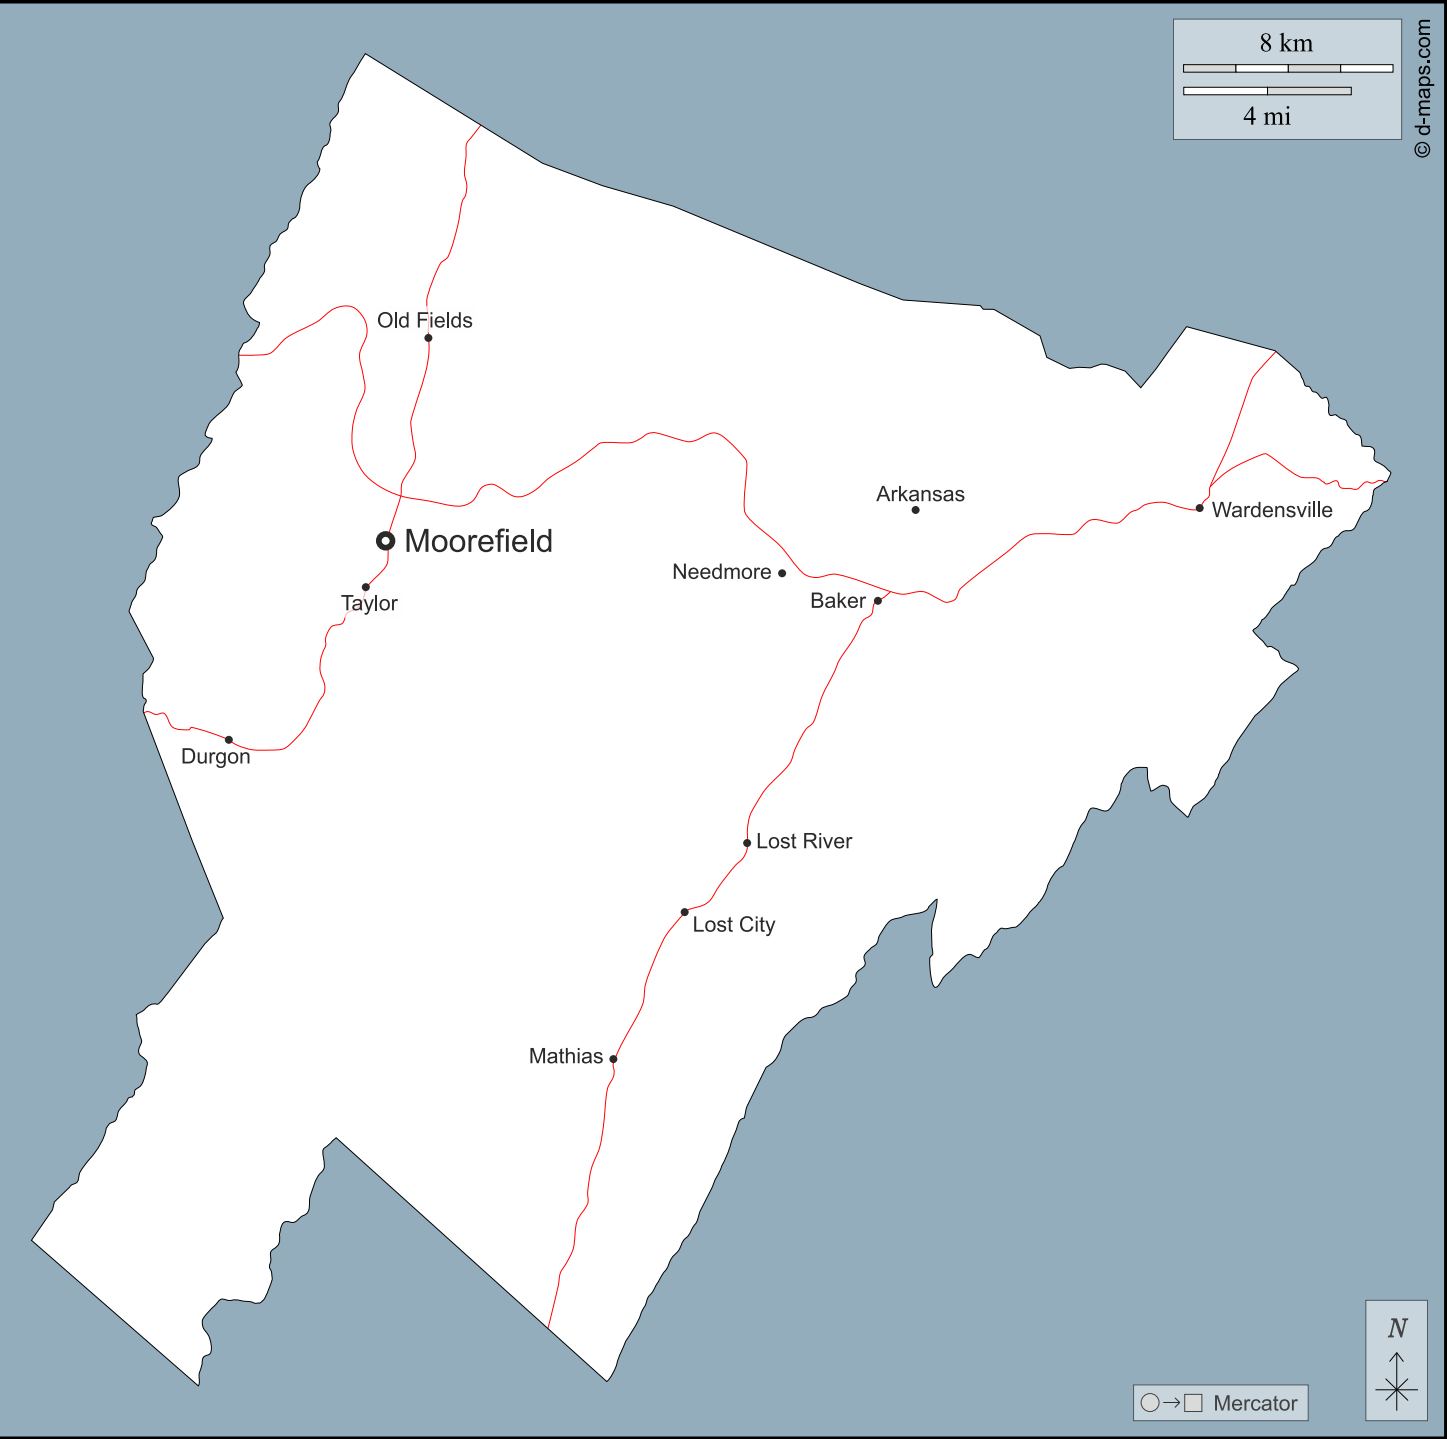 8 km
4 mi
© d-maps.com
Old Fields
Arkansas
Wardensville
Moorefield
Needmore
Baker
Taylor
Durgon
Lost River
Lost City
Mathias
N
Mercator